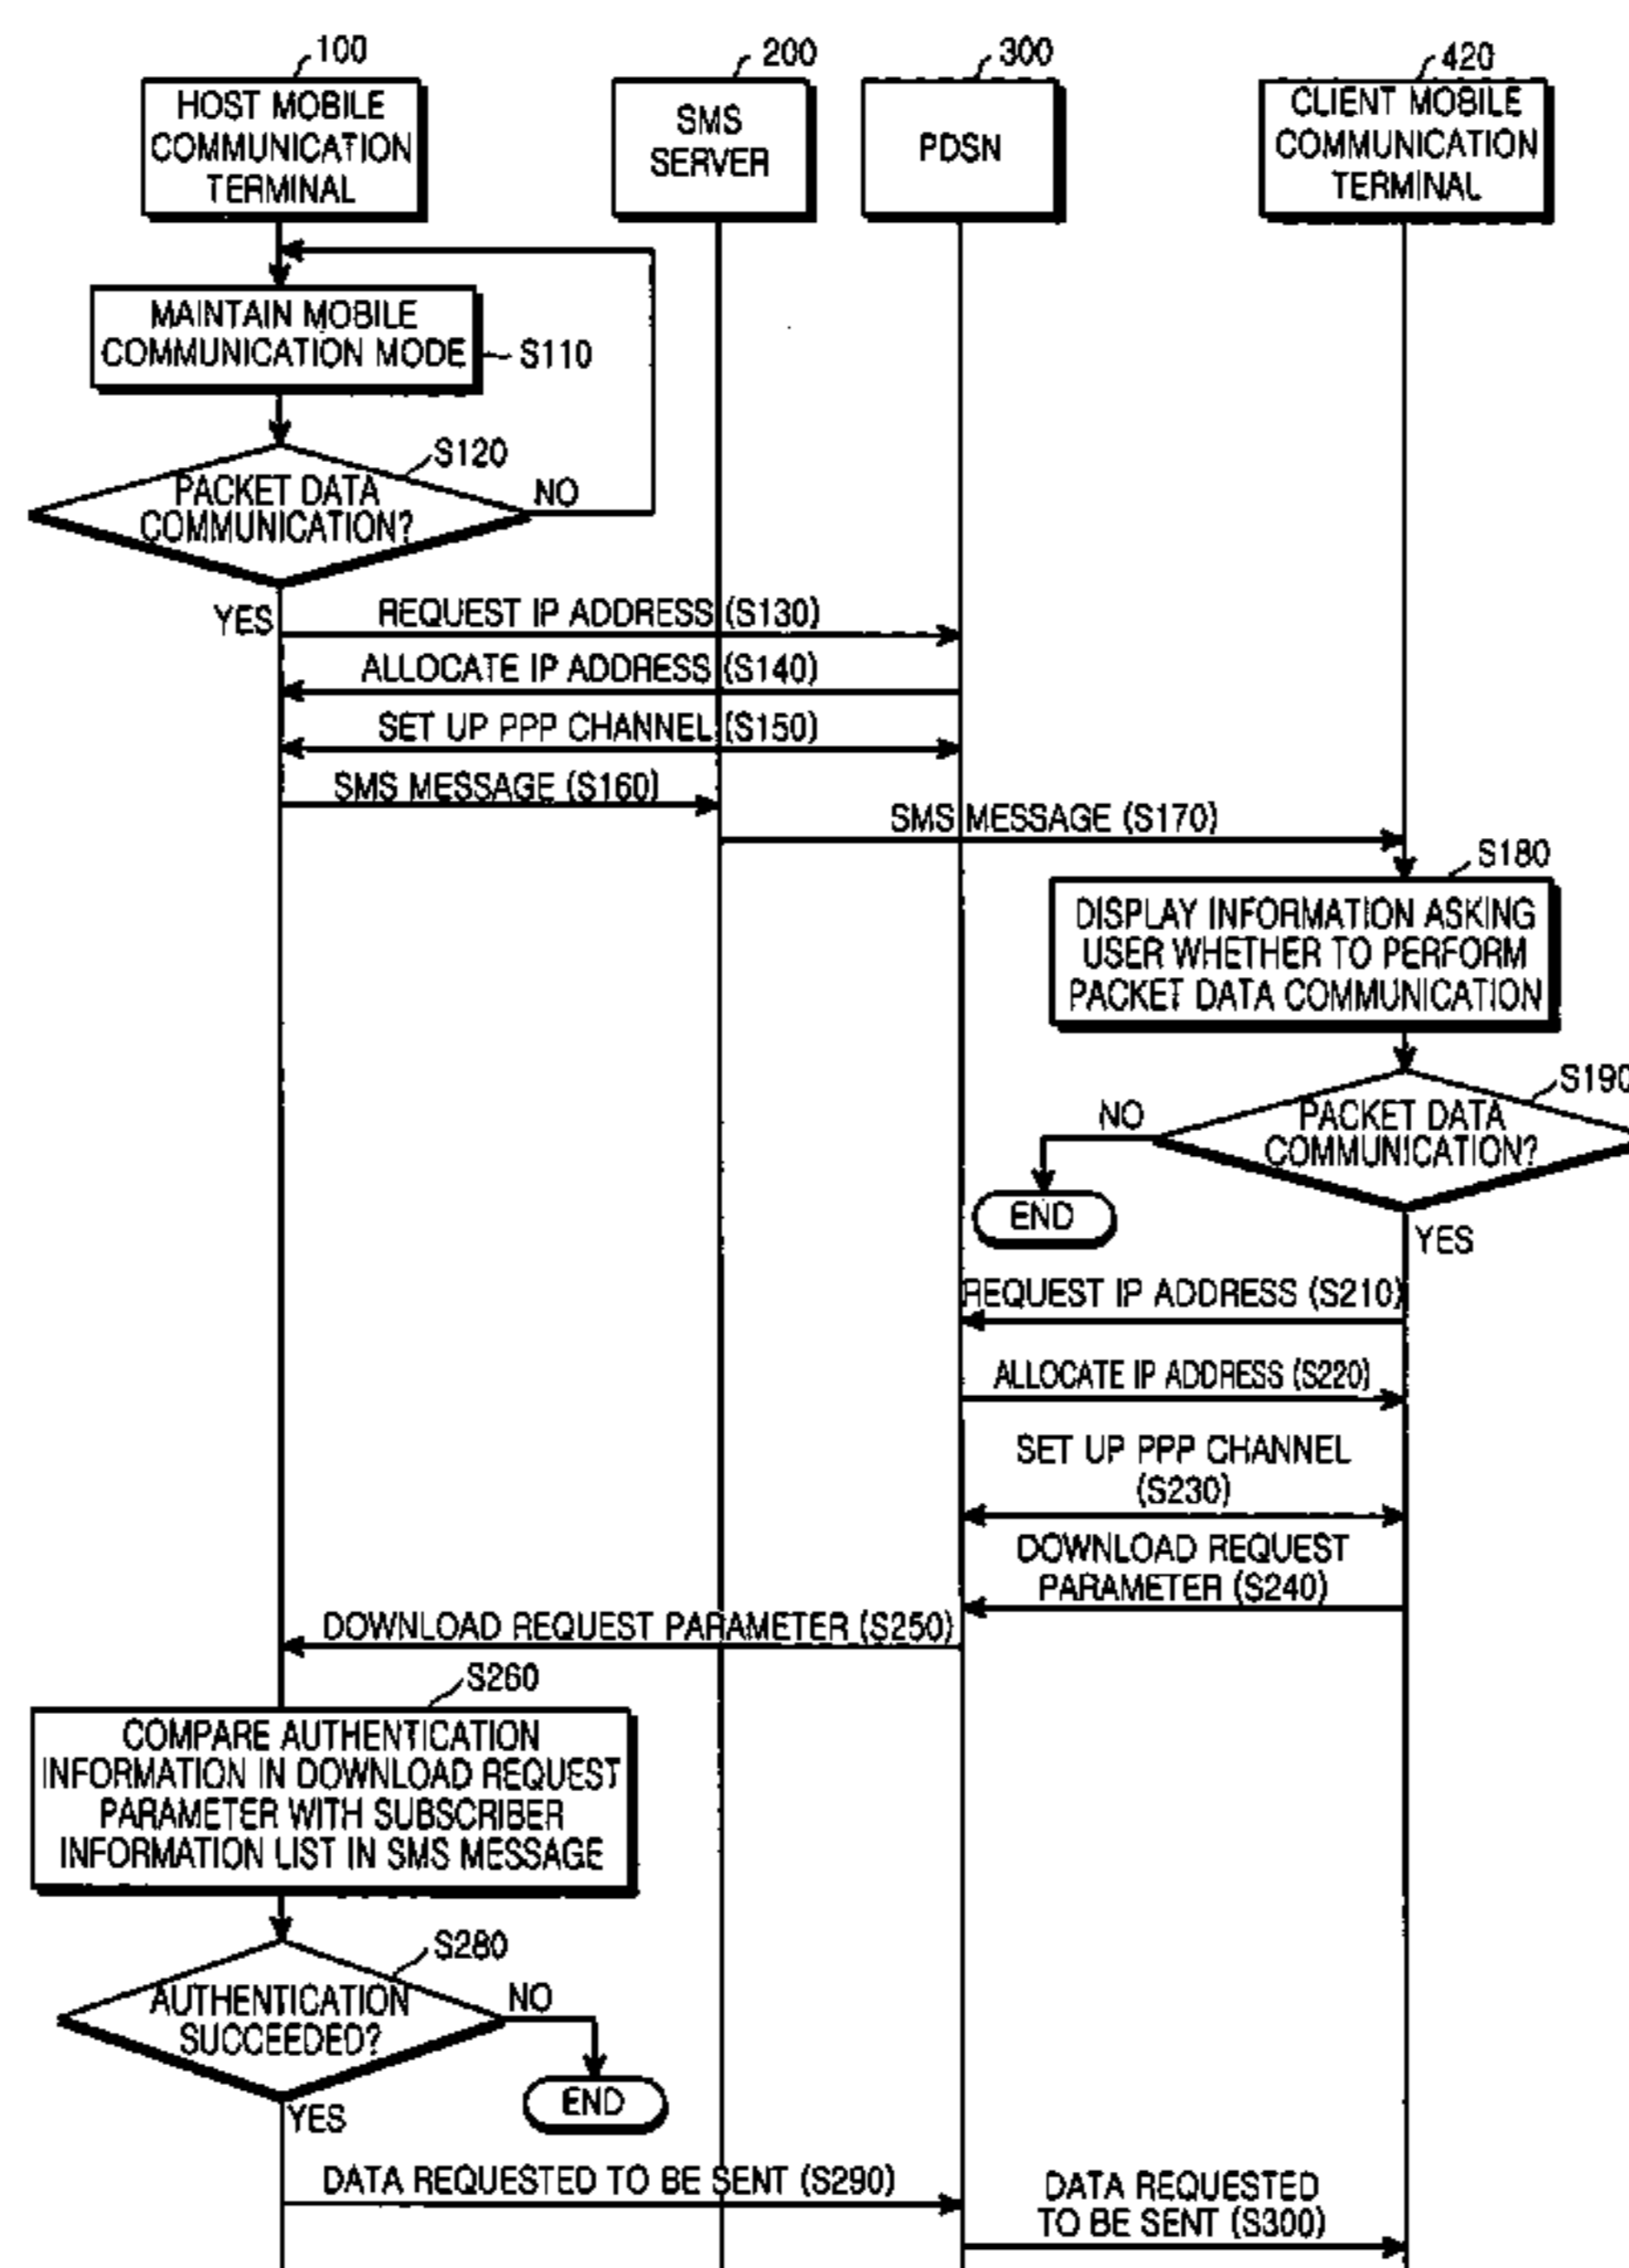 100
HOST MOBILE
COMMUNICATION
TERMINAL
200
SMS
SERVER
300
PDSN
420
CLIENT MOBILE
COMMUNICATION
TERMINAL
MAINTAIN MOBILE
COMMUNICATION MODE
S110
S120
PACKET DATA
COMMUNICATION?
NO
YES
REQUEST IP ADDRESS (S130)
ALLOCATE IP ADDRESS (S140)
SET UP PPP CHANNEL (S150)
SMS MESSAGE (S160)
SMS MESSAGE (S170)
S180
DISPLAY INFORMATION ASKING
USER WHETHER TO PERFORM
PACKET DATA COMMUNICATION
S190
PACKET DATA
COMMUNICATION?
NO
END
YES
REQUEST IP ADDRESS (S210)
ALLOCATE IP ADDRESS (S220)
SET UP PPP CHANNEL
(S230)
DOWNLOAD REQUEST
PARAMETER (S240)
DOWNLOAD REQUEST PARAMETER (S250)
S260
COMPARE AUTHENTICATION
INFORMATION IN DOWNLOAD REQUEST
PARAMETER WITH SUBSCRIBER
INFORMATION LIST IN SMS MESSAGE
S280
AUTHENTICATION
SUCCEEDED?
NO
END
YES
DATA REQUESTED TO BE SENT (S290)
DATA REQUESTED
TO BE SENT (S300)